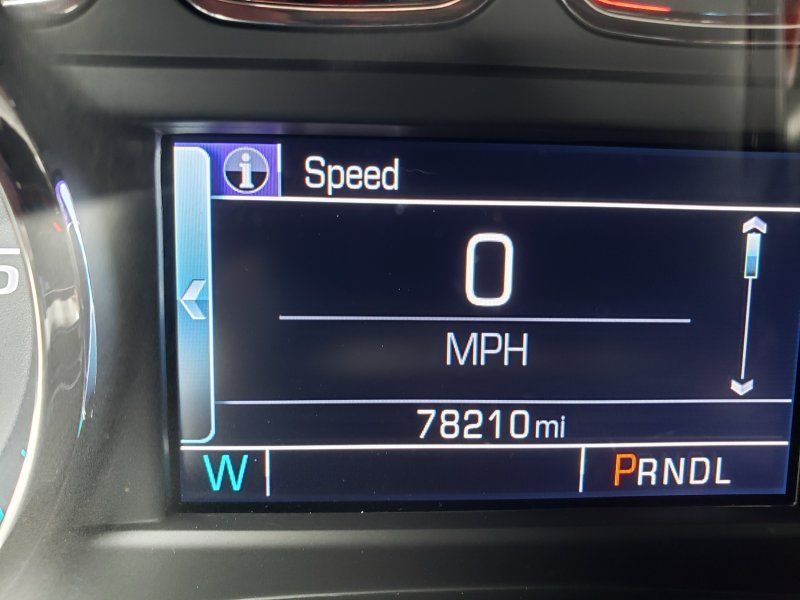 Speed
0
MPH
78210mi
W PRNDL